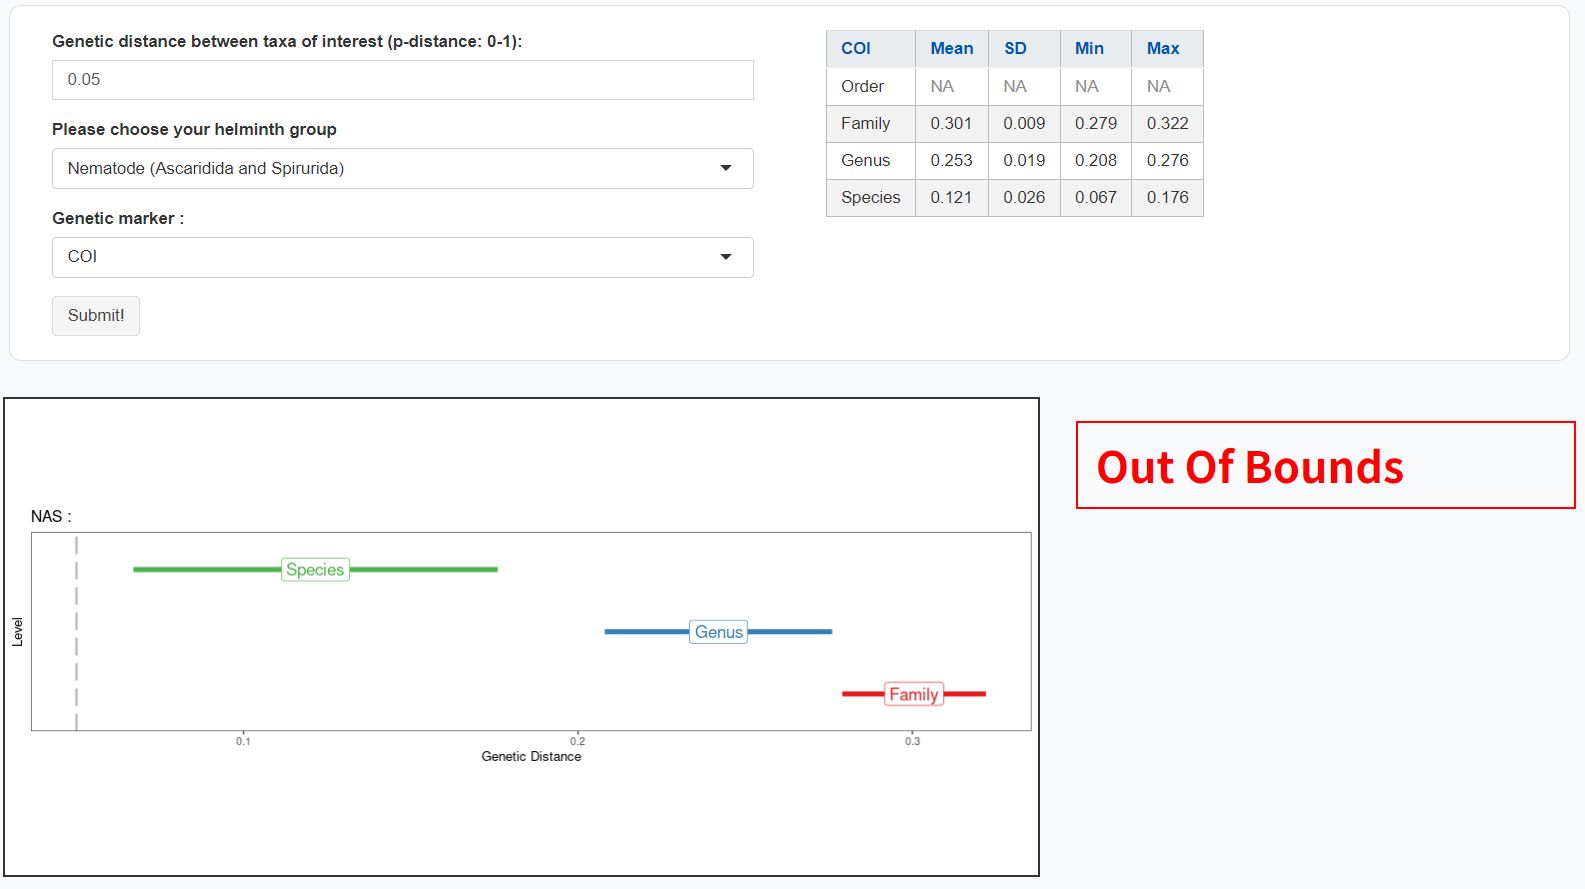 Genetic distance between taxa of interest (p-distance: 0-1):
0.05
Please choose your helminth group
Nematode (Ascaridida and Spirurida)
Genetic marker :
COI
Submit!
COI Mean SD Min Max
Order NA NA NA NA
Family 0.301 0.009 0.279 0.322
Genus 0.253 0.019 0.208 0.276
Species 0.121 0.026 0.067 0.176
NAS :
Species
Genus
Family
Level
0.1 0.2 0.3
Genetic Distance
Out Of Bounds